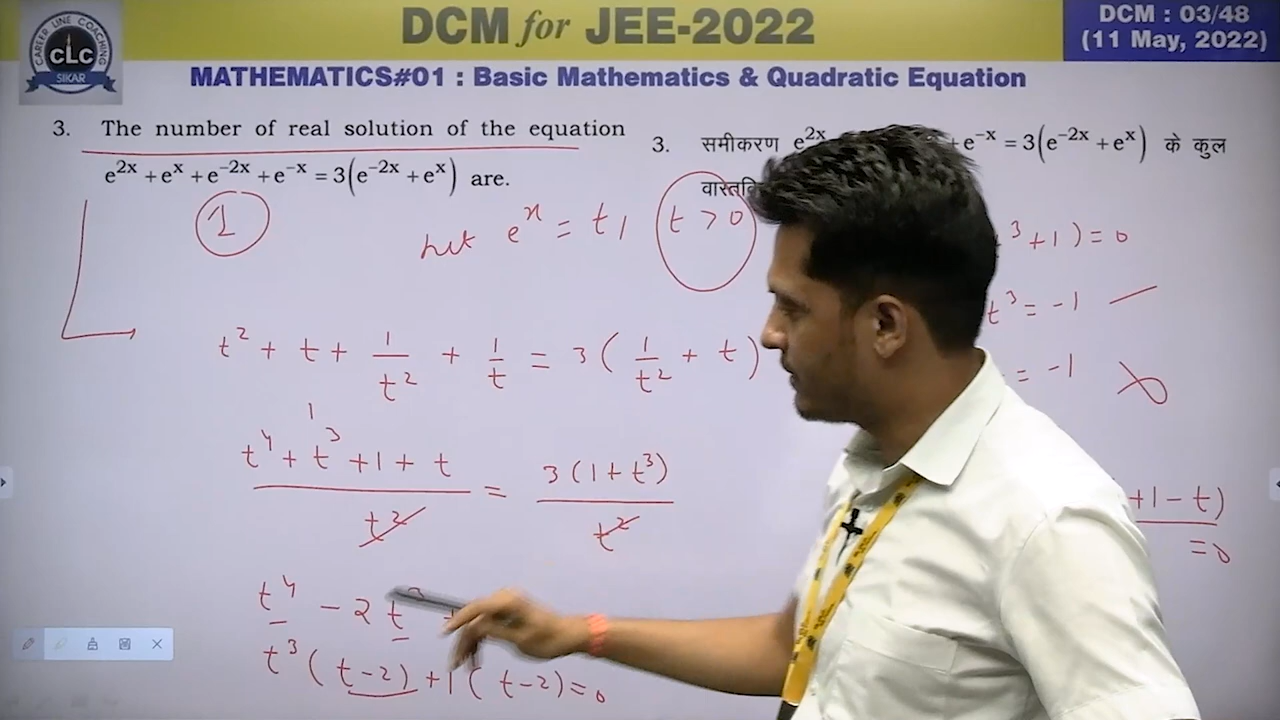 DCM for JEE-2022
DCM : 03/48
(11 May, 2022)
CAREER LINE COACHING
CLC
SIKAR
MATHEMATICS#01 : Basic Mathematics & Quadratic Equation
3. The number of real solution of the equation
e^{2x} + e^x + e^{-2x} + e^{-x} = 3(e^{-2x} + e^x) are.
3. समीकरण e^{2x} + e^{-x} = 3(e^{-2x} + e^x) के कुल
1
Let e^x = t, t > 0
t^2 + t + 1/t^2 + 1/t = 3(1/t^2 + t)
1
(t^4 + t^3 + 1 + t)/t^2 = 3(1 + t^3)/t^2
t^4 - 2t^3
t^3(t-2) + 1(t-2) = 0
^3 + 1) = 0
t^3 = -1
= -1
+1 - t)
= 0